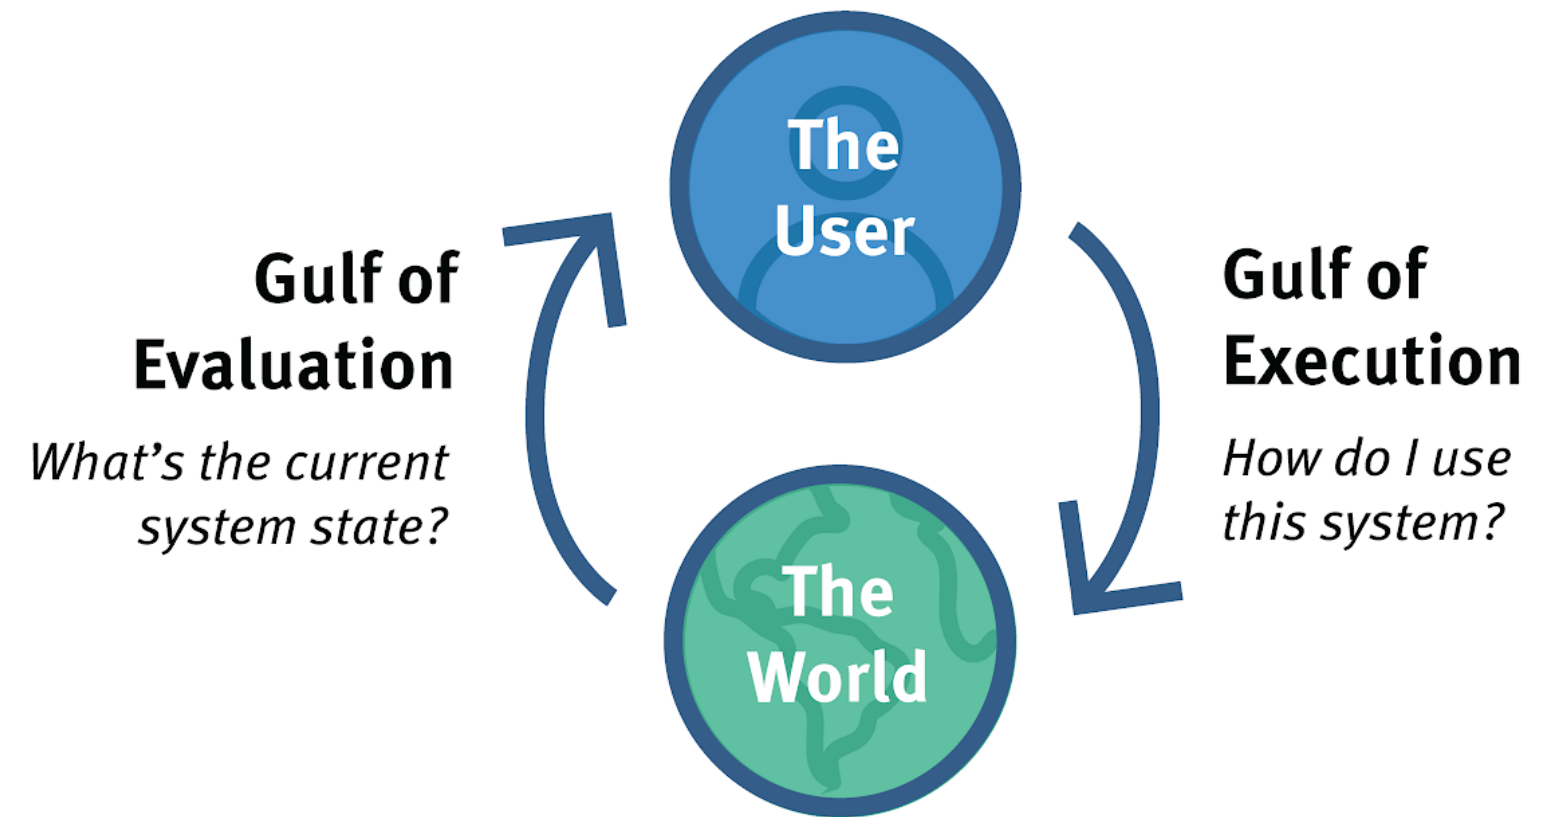 The
User
Gulf of
Evaluation
What's the current
system state?
Gulf of
Execution
How do I use
this system?
The
World